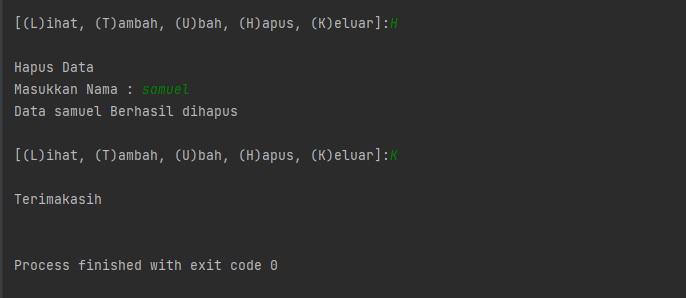 [(L)ihat, (T)ambah, (U)bah, (H)apus, (K)eluar]:H
Hapus Data
Masukkan Nama : samuel
Data samuel Berhasil dihapus
[(L)ihat, (T)ambah, (U)bah, (H)apus, (K)eluar]:K
Terimakasih
Process finished with exit code 0